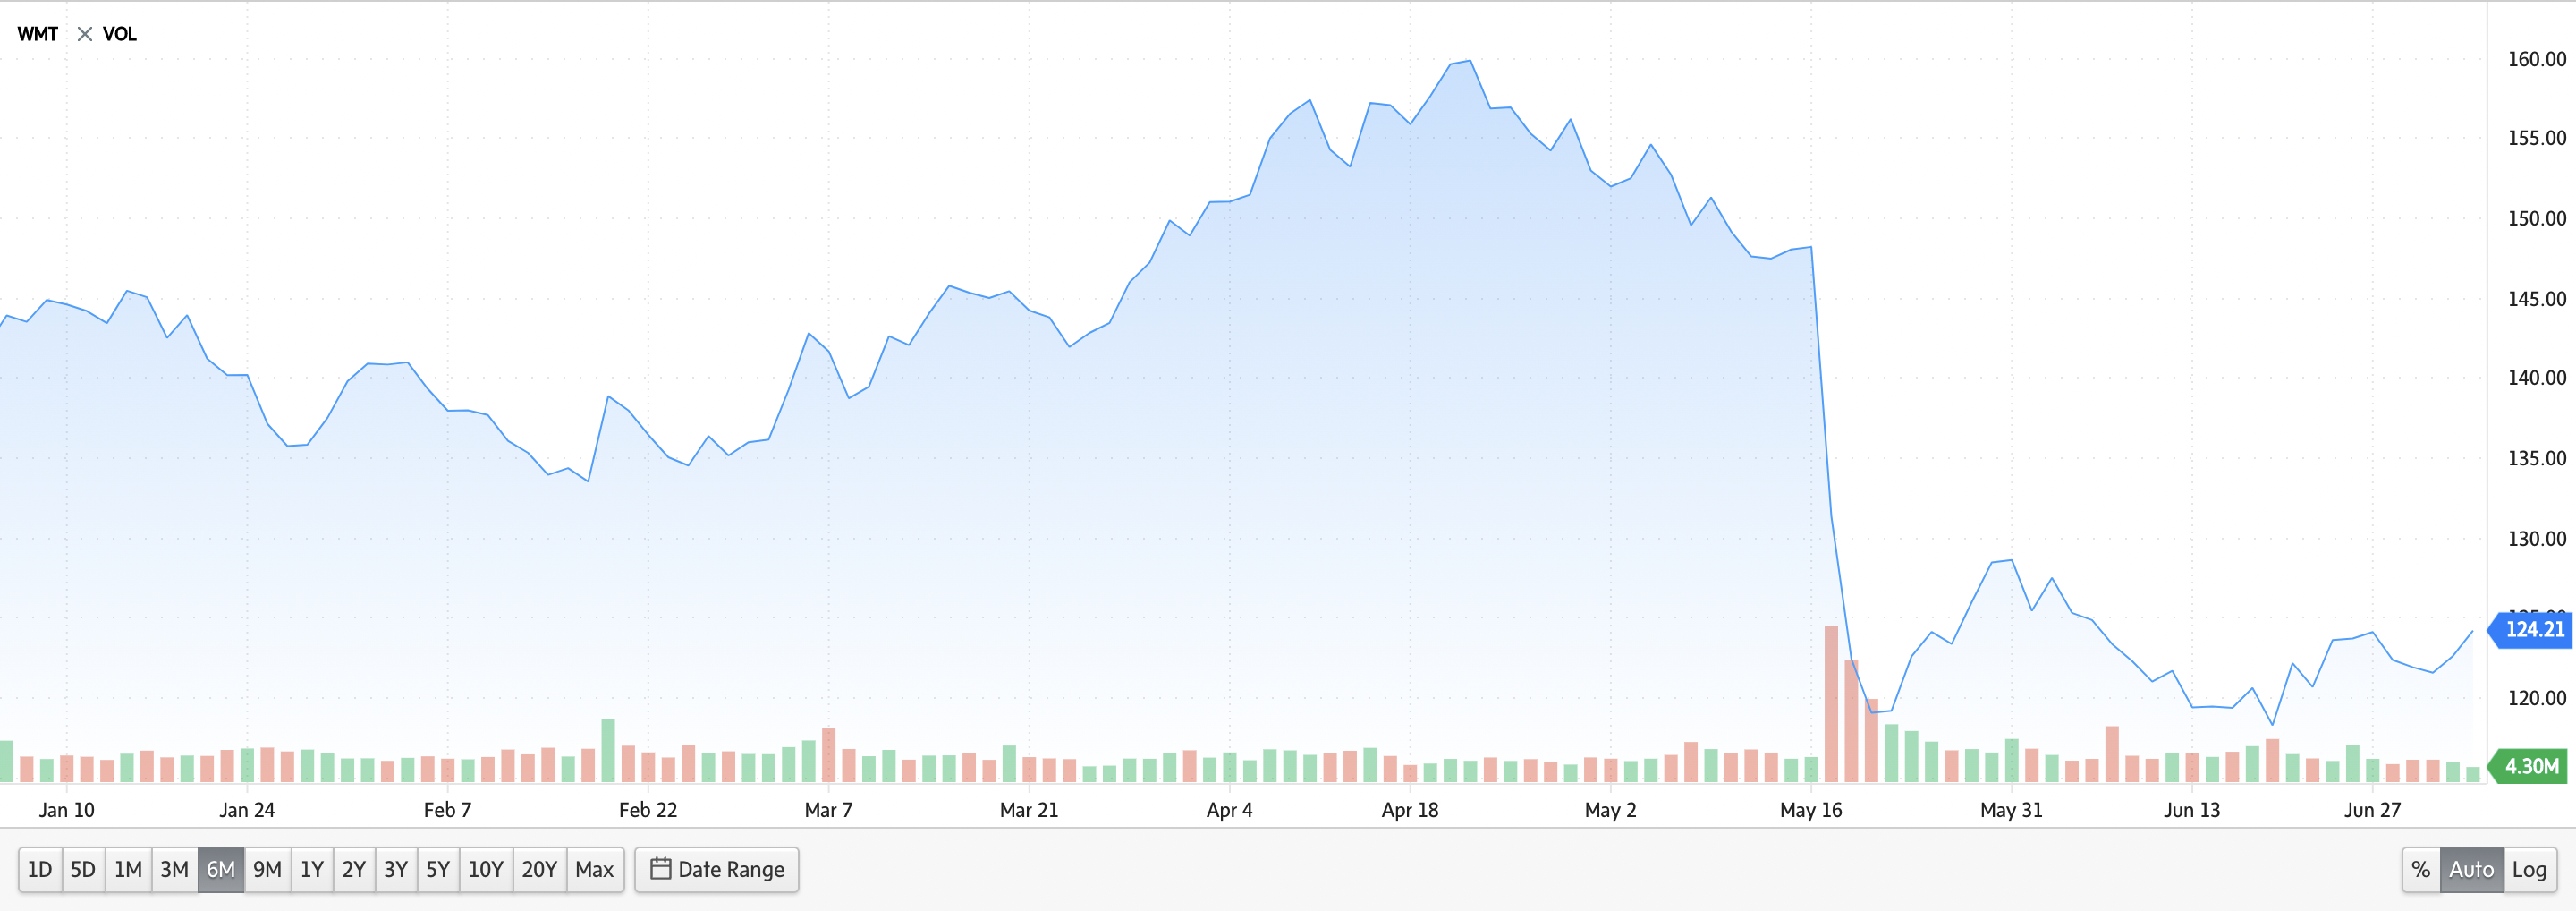 WMT × VOL
160.00
155.00
150.00
145.00
140.00
135.00
130.00
125.00
124.21
120.00
4.30M
Jan 10 Jan 24 Feb 7 Feb 22 Mar 7 Mar 21 Apr 4 Apr 18 May 2 May 16 May 31 Jun 13 Jun 27
1D 5D 1M 3M 6M 9M 1Y 2Y 3Y 5Y 10Y 20Y Max Date Range % Auto Log